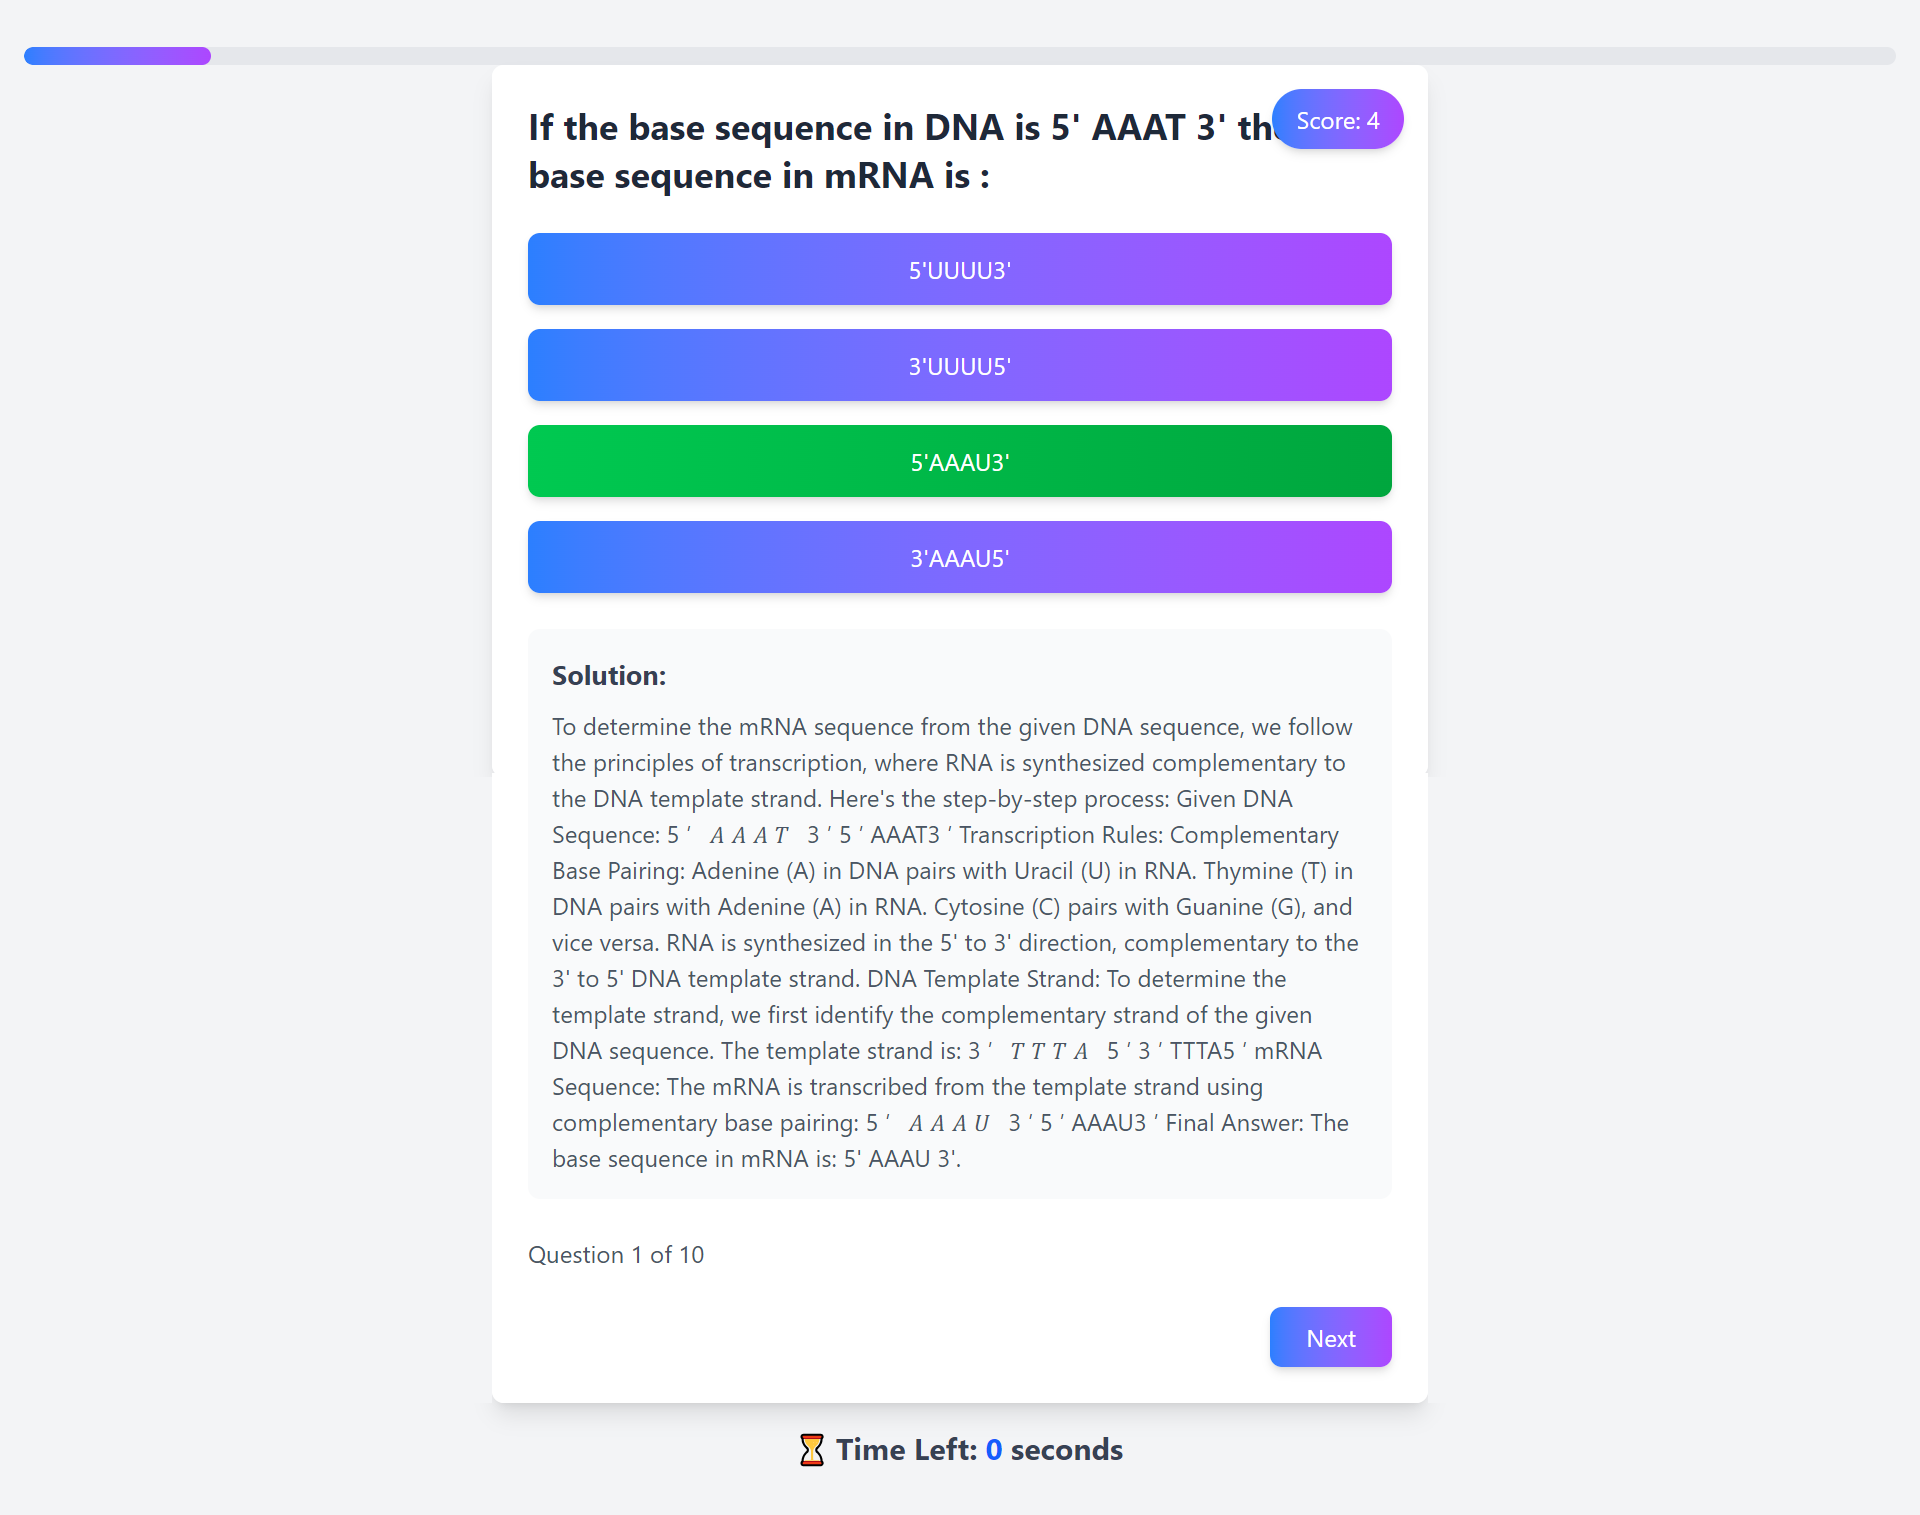 If the base sequence in DNA is 5' AAAT 3'
Score: 4
base sequence in mRNA is :
5'UUUU3'
3'UUUU5'
5'AAAU3'
3'AAAU5'
Solution:
To determine the mRNA sequence from the given DNA sequence, we follow
the principles of transcription, where RNA is synthesized complementary to
the DNA template strand. Here's the step-by-step process: Given DNA
Sequence: 5 ′ 𝐴 𝐴 𝐴 𝑇 3 ′ 5 ′ AAAT3 ′ Transcription Rules: Complementary
Base Pairing: Adenine (A) in DNA pairs with Uracil (U) in RNA. Thymine (T) in
DNA pairs with Adenine (A) in RNA. Cytosine (C) pairs with Guanine (G), and
vice versa. RNA is synthesized in the 5' to 3' direction, complementary to the
3' to 5' DNA template strand. DNA Template Strand: To determine the
template strand, we first identify the complementary strand of the given
DNA sequence. The template strand is: 3 ′ 𝑇 𝑇 𝑇 𝐴 5 ′ 3 ′ TTTA5 ′ mRNA
Sequence: The mRNA is transcribed from the template strand using
complementary base pairing: 5 ′ 𝐴 𝐴 𝐴 𝑈 3 ′ 5 ′ AAAU3 ′ Final Answer: The
base sequence in mRNA is: 5' AAAU 3'.
Question 1 of 10
Next
⏳ Time Left: 0 seconds